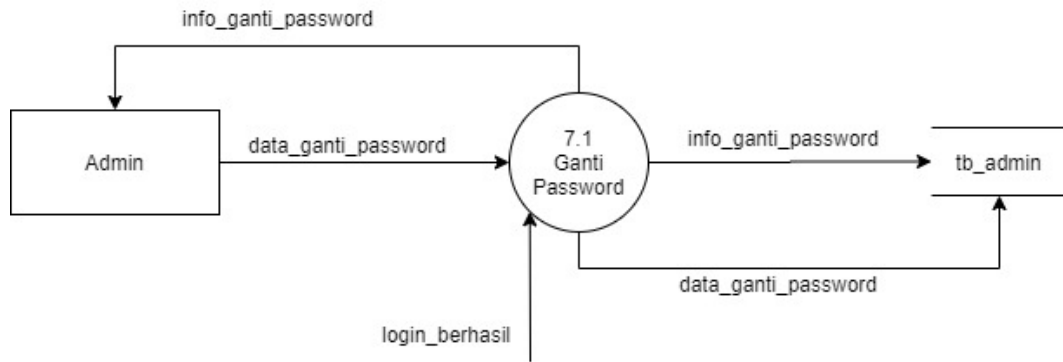 info_ganti_password
Admin
data_ganti_password
7.1
Ganti
Password
info_ganti_password
tb_admin
data_ganti_password
login_berhasil